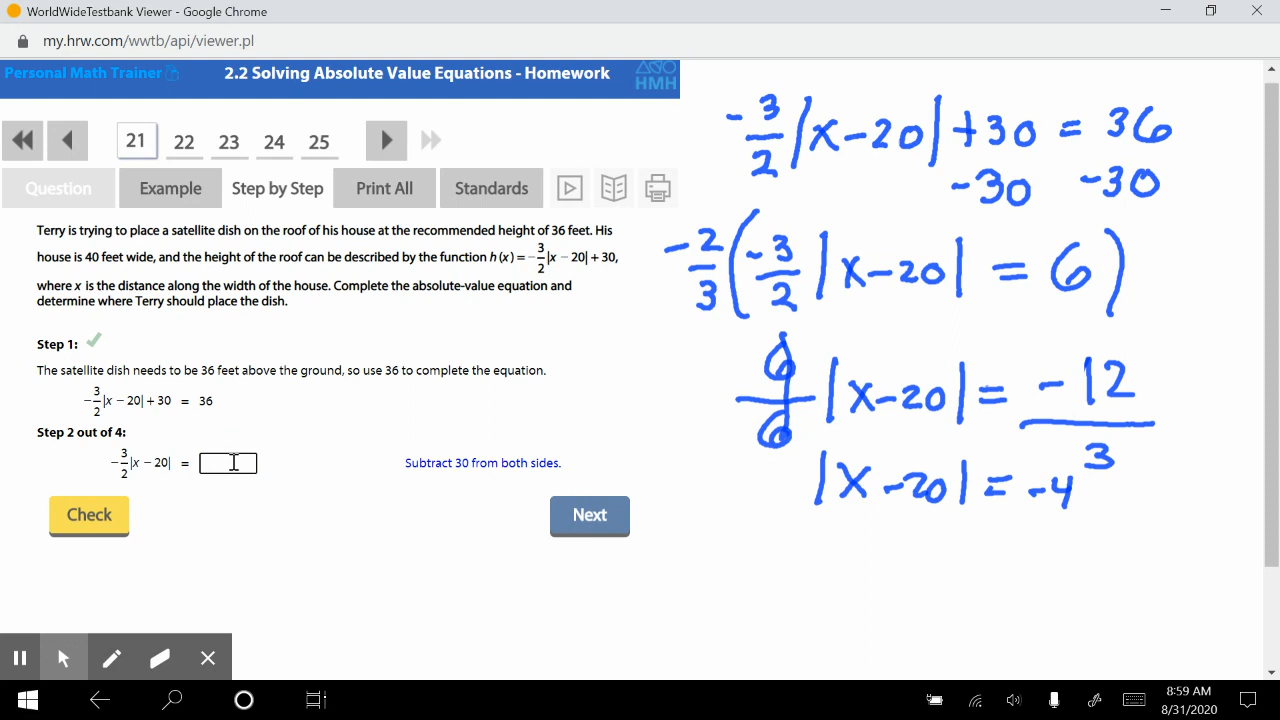 WorldWideTestbank Viewer - Google Chrome
my.hrw.com/wwtb/api/viewer.pl
Personal Math Trainer 2.2 Solving Absolute Value Equations - Homework HMH
21 22 23 24 25
Question Example Step by Step Print All Standards
Terry is trying to place a satellite dish on the roof of his house at the recommended height of 36 feet. His
house is 40 feet wide, and the height of the roof can be described by the function h(x) = -3/2|x - 20| + 30,
where x is the distance along the width of the house. Complete the absolute-value equation and
determine where Terry should place the dish.
Step 1:
The satellite dish needs to be 36 feet above the ground, so use 36 to complete the equation.
-3/2|x - 20| + 30 = 36
Step 2 out of 4:
-3/2|x - 20| =
Subtract 30 from both sides.
Check Next
-3/2|x-20| +30 = 36
-30 -30
-2/3(-3/2|x-20| = 6)
6/6|x-20| = -12/3
|x-20| = -4
8:59 AM
8/31/2020